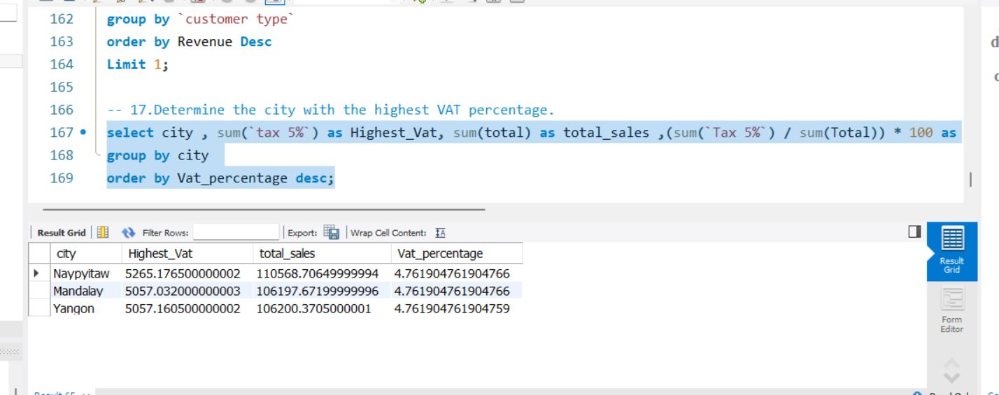 162 group by `customer type`
163 order by Revenue Desc
164 Limit 1;
165
166 -- 17.Determine the city with the highest VAT percentage.
167 select city , sum(`tax 5%`) as Highest_Vat, sum(total) as total_sales ,(sum(`Tax 5%`) / sum(Total)) * 100 as
168 group by city
169 order by Vat_percentage desc;
Result Grid Filter Rows: Export: Wrap Cell Content:
city Highest_Vat total_sales Vat_percentage
Naypyitaw 5265.176500000002 110568.70649999994 4.761904761904766
Mandalay 5057.032000000003 106197.67199999996 4.761904761904766
Yangon 5057.160500000002 106200.3705000001 4.761904761904759
Result
Grid
Form
Editor